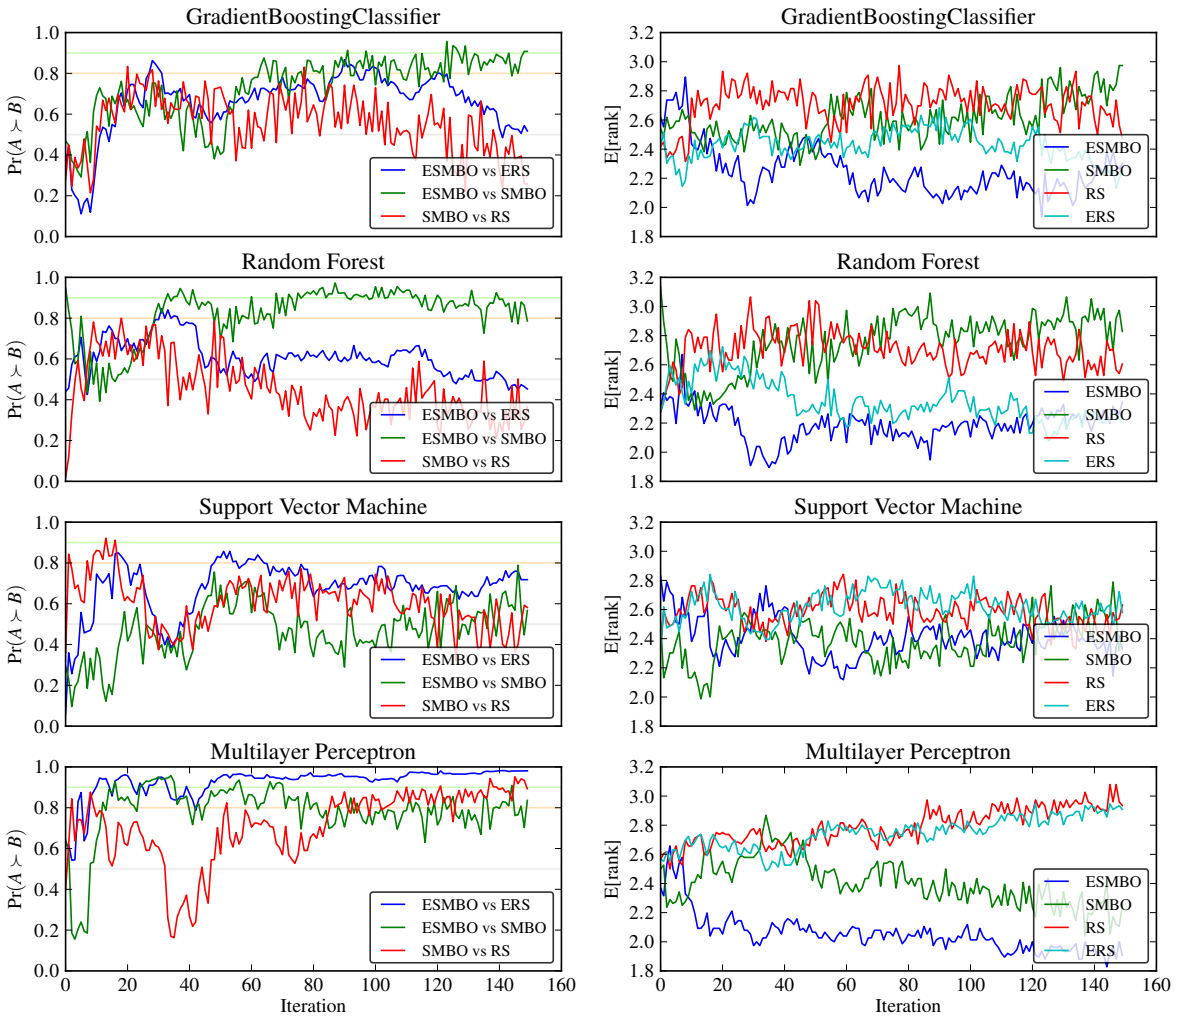 GradientBoostingClassifier
Pr(A ≻ B)
1.0
0.8
0.6
0.4
0.2
0.0
ESMBO vs ERS
ESMBO vs SMBO
SMBO vs RS
GradientBoostingClassifier
E[rank]
3.2
3.0
2.8
2.6
2.4
2.2
2.0
1.8
ESMBO
SMBO
RS
ERS
Random Forest
Pr(A ≻ B)
1.0
0.8
0.6
0.4
0.2
0.0
ESMBO vs ERS
ESMBO vs SMBO
SMBO vs RS
Random Forest
E[rank]
3.2
3.0
2.8
2.6
2.4
2.2
2.0
1.8
ESMBO
SMBO
RS
ERS
Support Vector Machine
Pr(A ≻ B)
1.0
0.8
0.6
0.4
0.2
0.0
ESMBO vs ERS
ESMBO vs SMBO
SMBO vs RS
Support Vector Machine
E[rank]
3.2
3.0
2.8
2.6
2.4
2.2
2.0
1.8
ESMBO
SMBO
RS
ERS
Multilayer Perceptron
Pr(A ≻ B)
1.0
0.8
0.6
0.4
0.2
0.0
ESMBO vs ERS
ESMBO vs SMBO
SMBO vs RS
0 20 40 60 80 100 120 140 160
Iteration
Multilayer Perceptron
E[rank]
3.2
3.0
2.8
2.6
2.4
2.2
2.0
1.8
ESMBO
SMBO
RS
ERS
0 20 40 60 80 100 120 140 160
Iteration